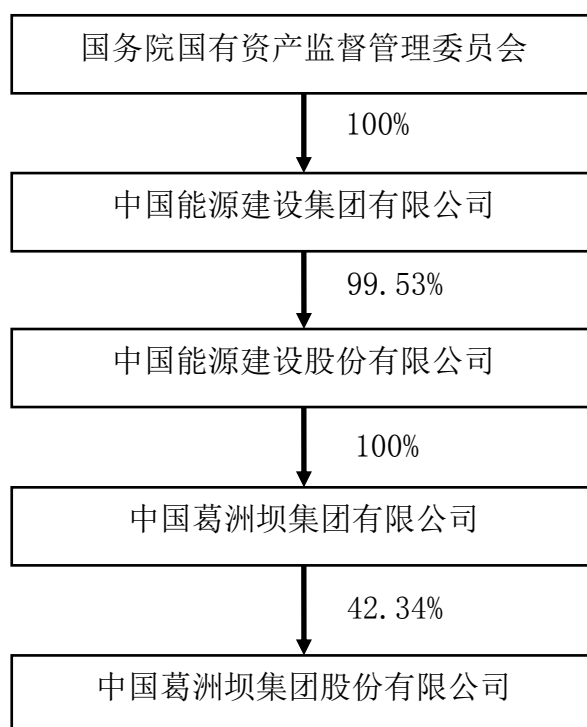 国务院国有资产监督管理委员会
100%
中国能源建设集团有限公司
99.53%
中国能源建设股份有限公司
100%
中国葛洲坝集团有限公司
42.34%
中国葛洲坝集团股份有限公司